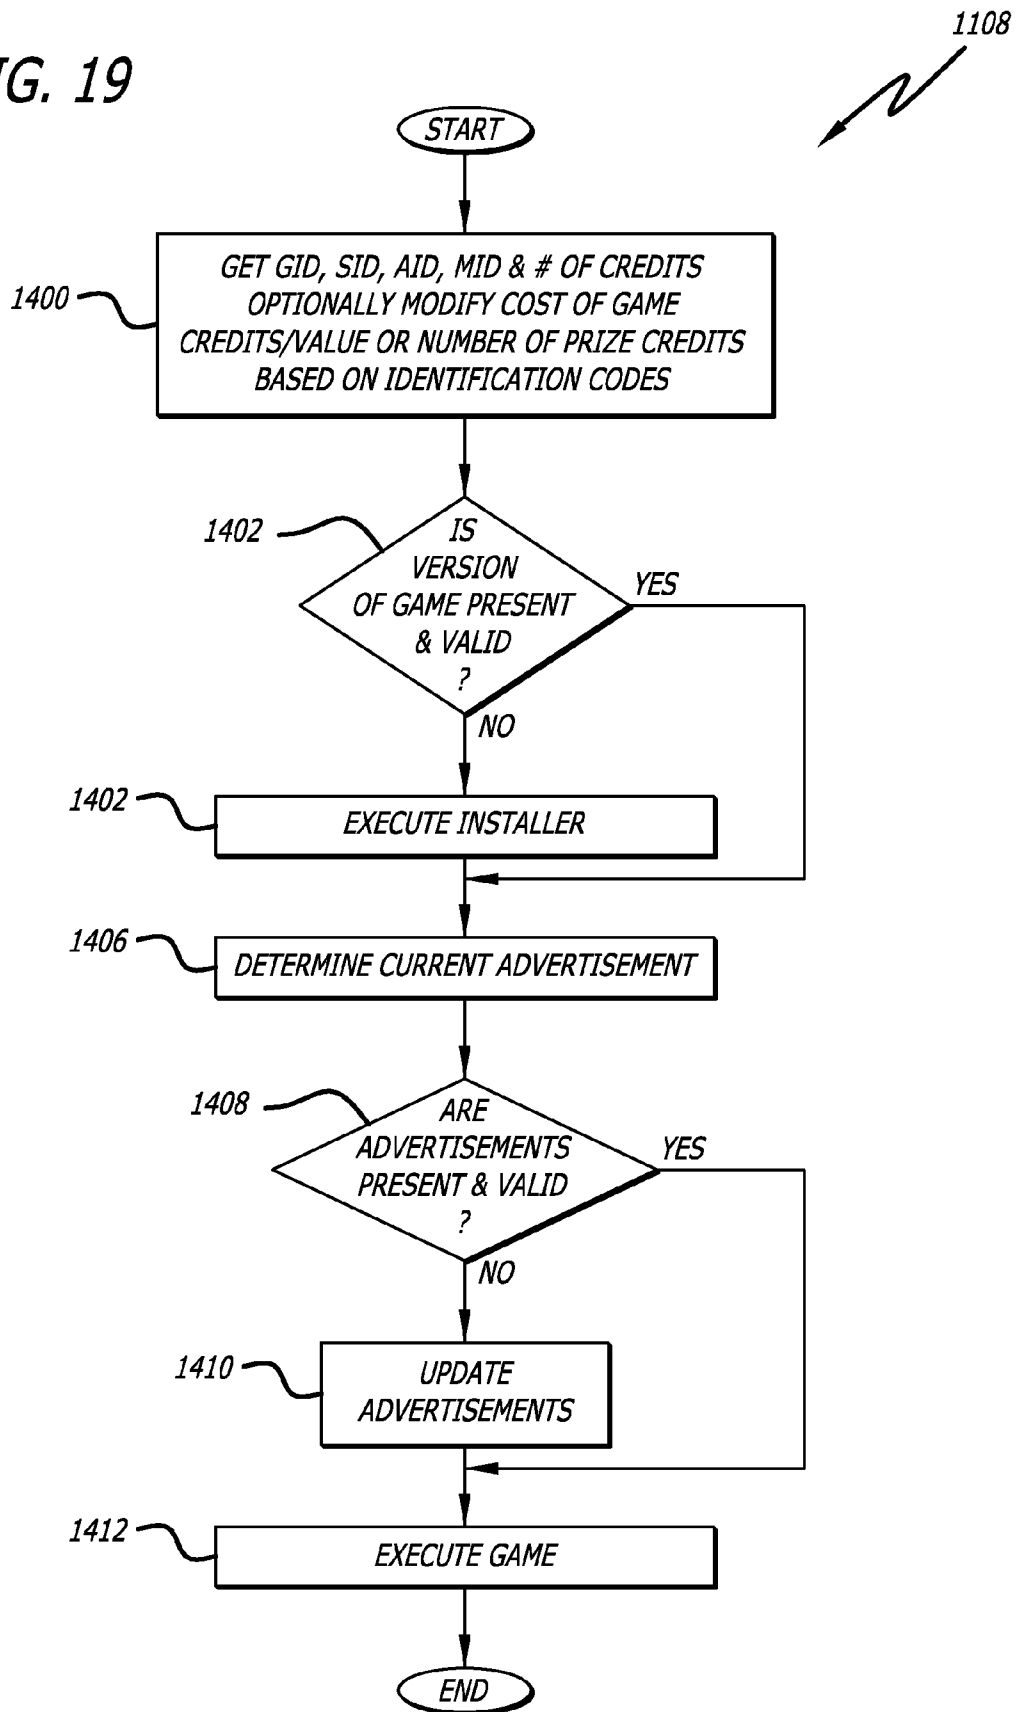 1108
IG. 19
START
1400
GET GID, SID, AID, MID & # OF CREDITS
OPTIONALLY MODIFY COST OF GAME
CREDITS/VALUE OR NUMBER OF PRIZE CREDITS
BASED ON IDENTIFICATION CODES
1402
IS
VERSION
OF GAME PRESENT
& VALID
?
YES
NO
1402
EXECUTE INSTALLER
1406
DETERMINE CURRENT ADVERTISEMENT
1408
ARE
ADVERTISEMENTS
PRESENT & VALID
?
YES
NO
1410
UPDATE
ADVERTISEMENTS
1412
EXECUTE GAME
END